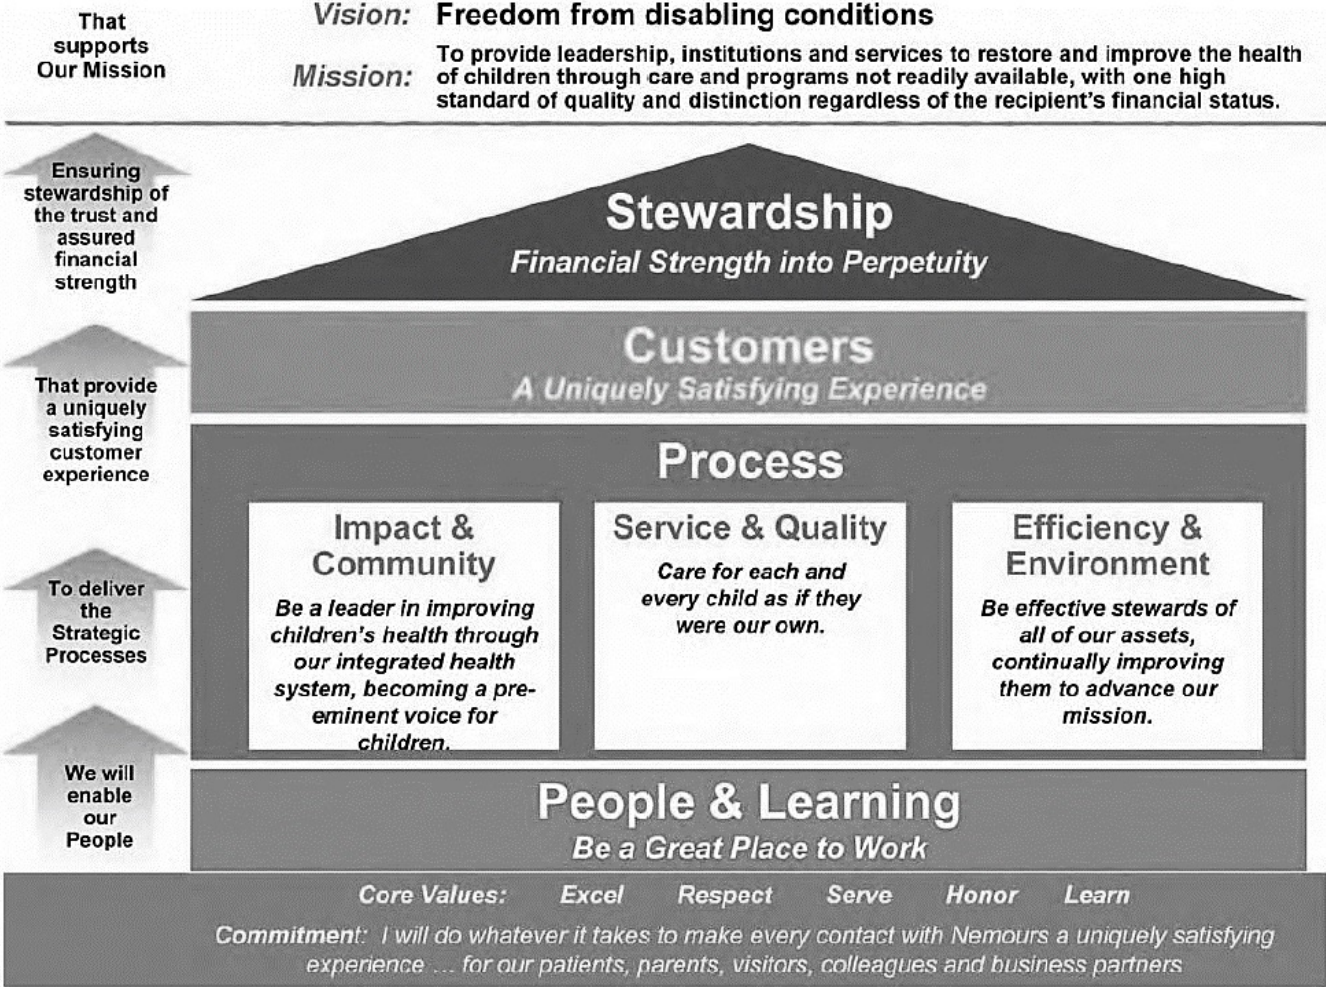 That
supports
Our Mission
Vision: Freedom from disabling conditions
Mission: To provide leadership, institutions and services to restore and improve the health
of children through care and programs not readily available, with one high
standard of quality and distinction regardless of the recipient's financial status.
Ensuring
stewardship of
the trust and
assured
financial
strength
Stewardship
Financial Strength into Perpetuity
That provide
a uniquely
satisfying
customer
experience
Customers
A Uniquely Satisfying Experience
Process
Impact &
Community
Be a leader in improving
children's health through
our integrated health
system, becoming a pre-
eminent voice for
children.
Service & Quality
Care for each and
every child as if they
were our own.
Efficiency &
Environment
Be effective stewards of
all of our assets,
continually improving
them to advance our
mission.
To deliver
the
Strategic
Processes
We will
enable
our
People
People & Learning
Be a Great Place to Work
Core Values: Excel Respect Serve Honor Learn
Commitment: I will do whatever it takes to make every contact with Nemours a uniquely satisfying
experience ... for our patients, parents, visitors, colleagues and business partners